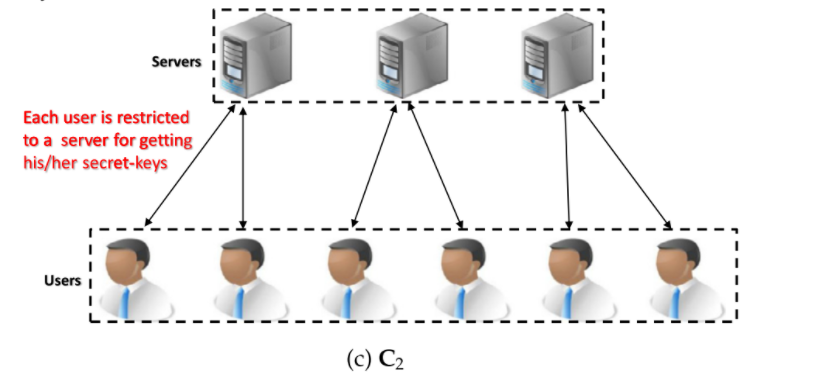 Servers
Each user is restricted
to a server for getting
his/her secret-keys
Users
(c) C₂